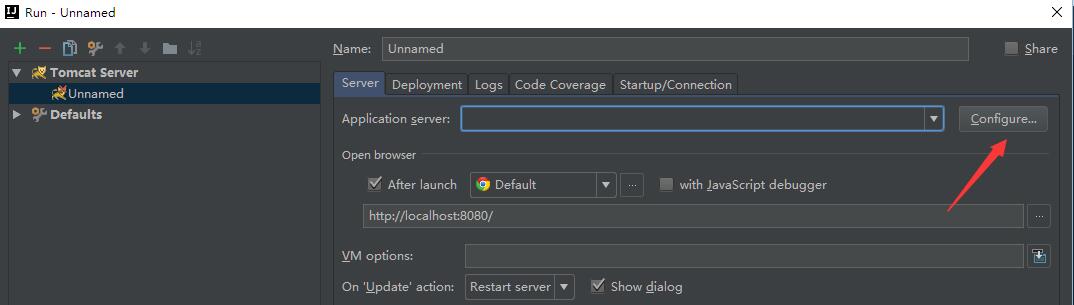 Run - Unnamed
Name: Unnamed Share
Tomcat Server
Unnamed
Defaults
Server Deployment Logs Code Coverage Startup/Connection
Application server: Configure...
Open browser
After launch Default ... with JavaScript debugger
http://localhost:8080/ ...
VM options:
On 'Update' action: Restart server Show dialog